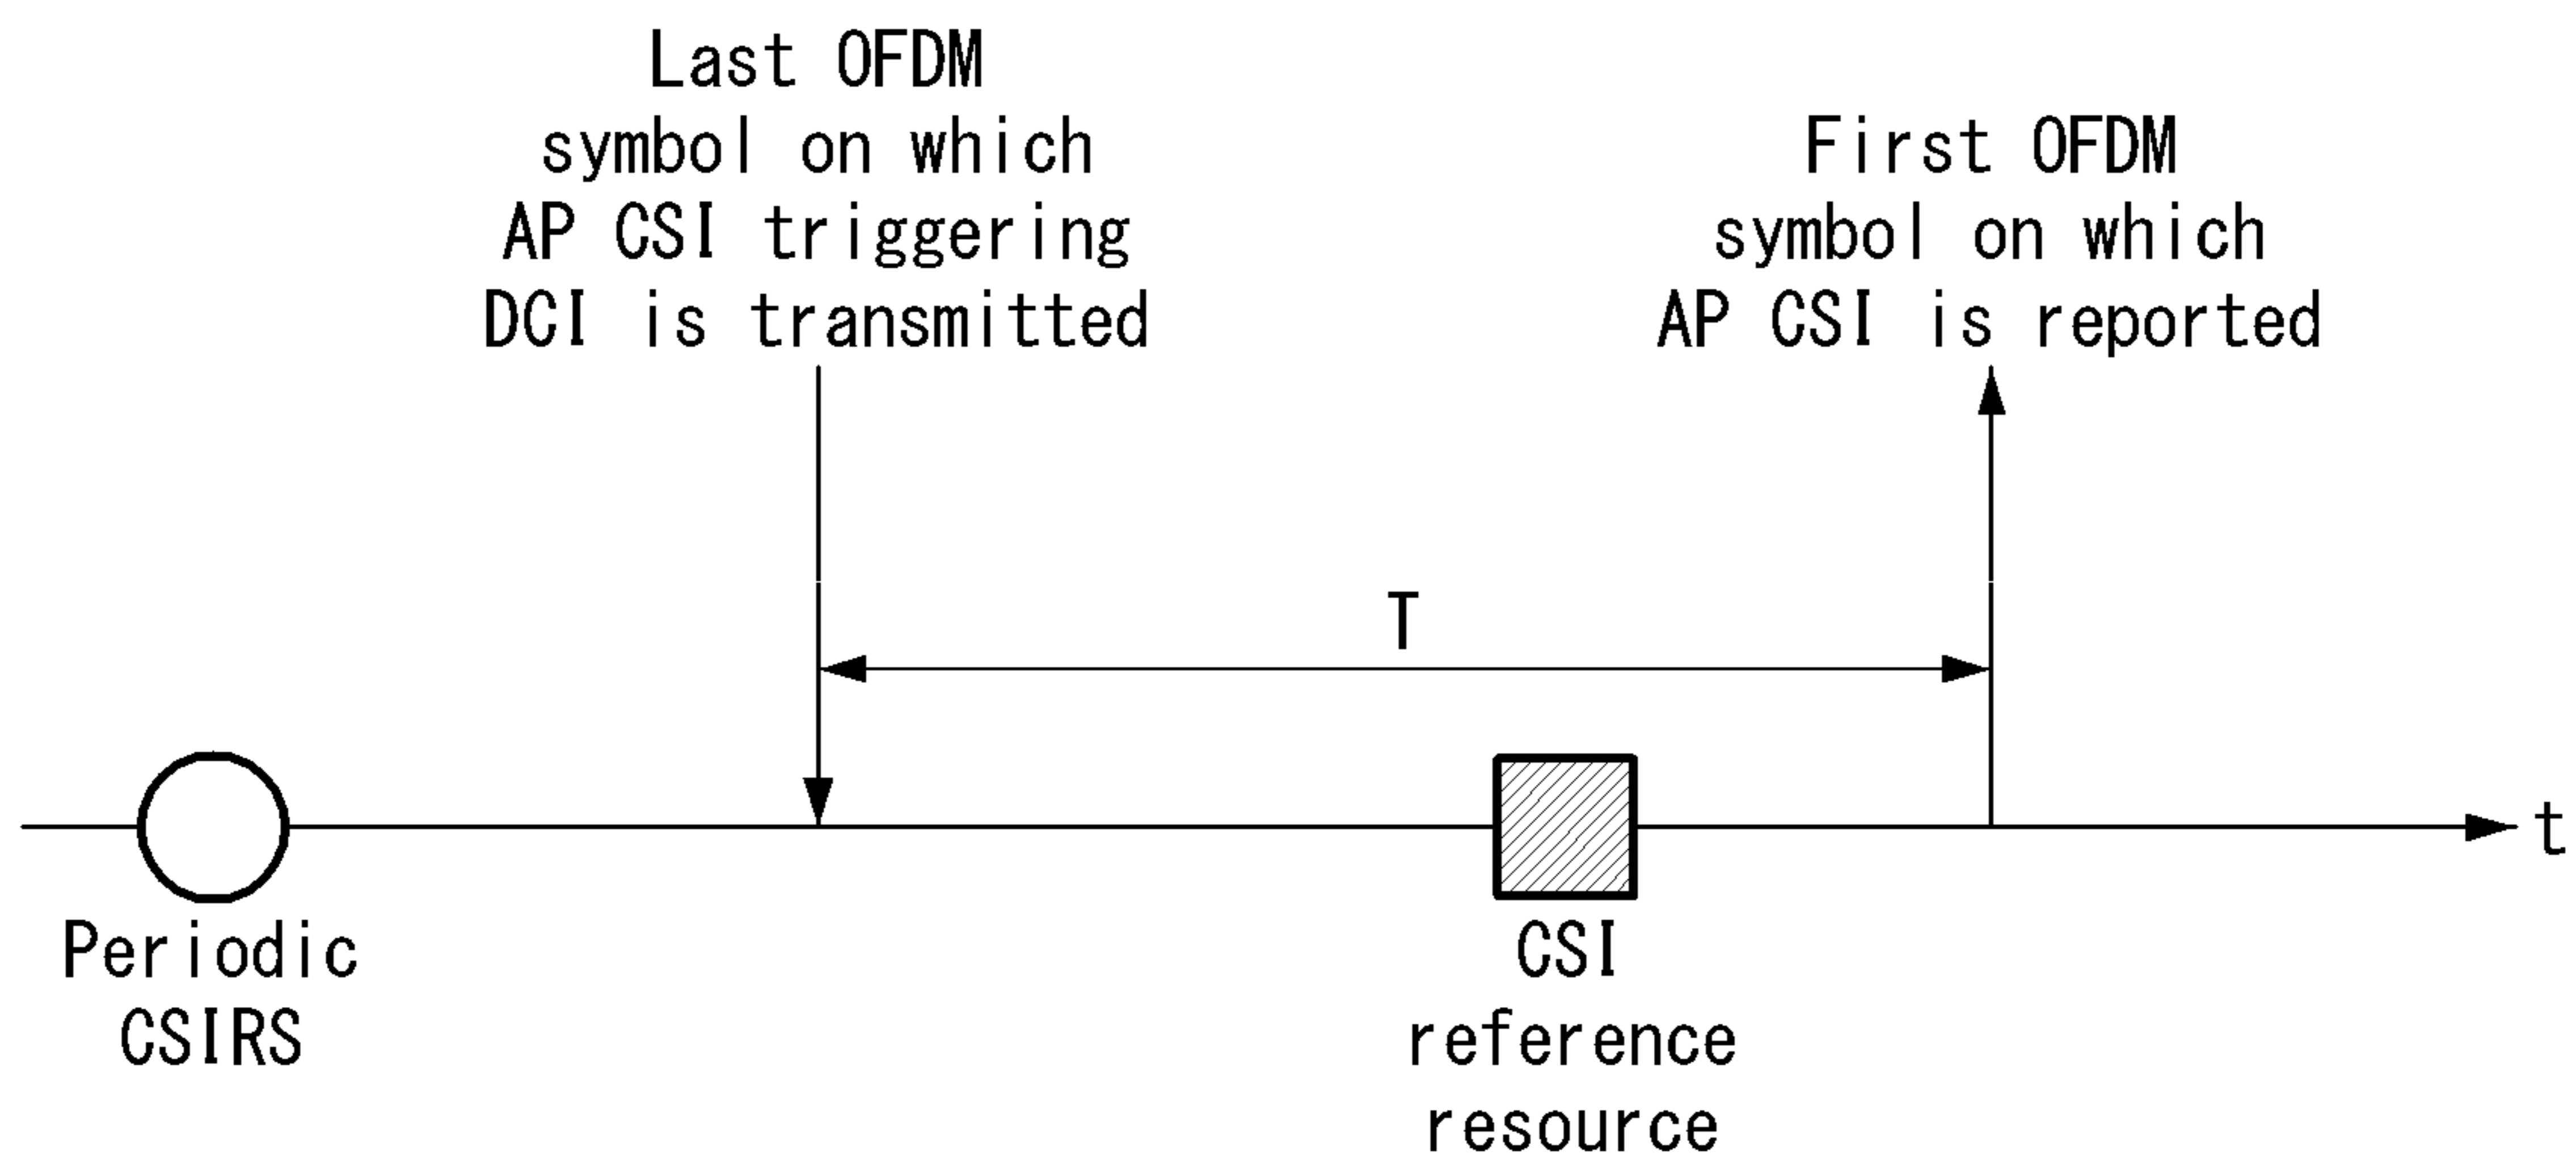 Last OFDM
symbol on which
AP CSI triggering
DCI is transmitted
First OFDM
symbol on which
AP CSI is reported
T
t
Periodic
CSIRS
CSI
reference
resource